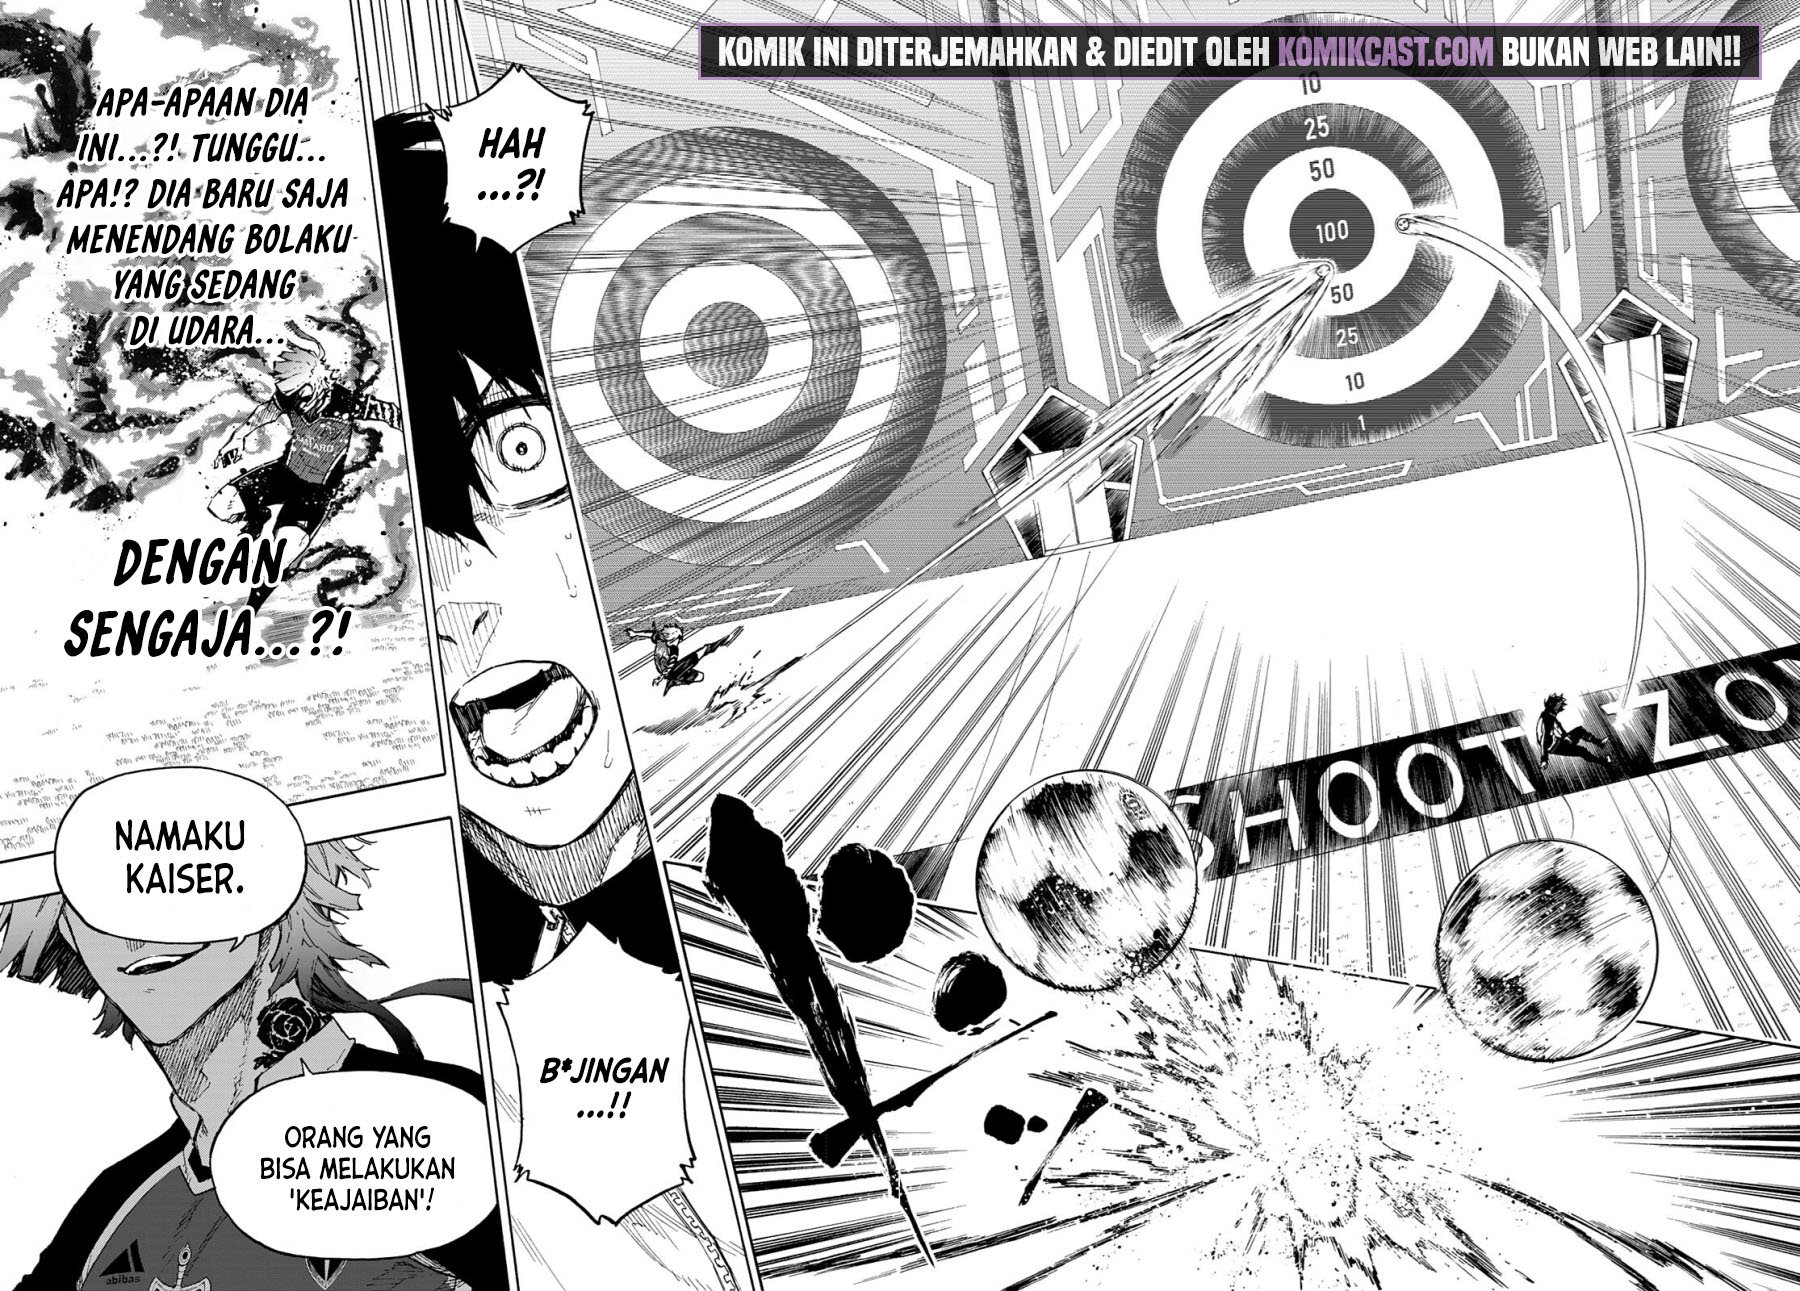 KOMIK INI DITERJEMAHKAN & DIEDIT OLEH KOMIKCAST.COM BUKAN WEB LAIN!!
10
25
50
100
50
25
10
1
SHOOT ZO
HAH
...?!
B*JINGAN
...!!
APA-APAAN DIA
INI...?! TUNGGU...
APA!? DIA BARU SAJA
MENENDANG BOLAKU
YANG SEDANG
DI UDARA...
DENGAN
SENGAJA...?!
NAMAKU
KAISER.
ORANG YANG
BISA MELAKUKAN
'KEAJAIBAN'!
abibas